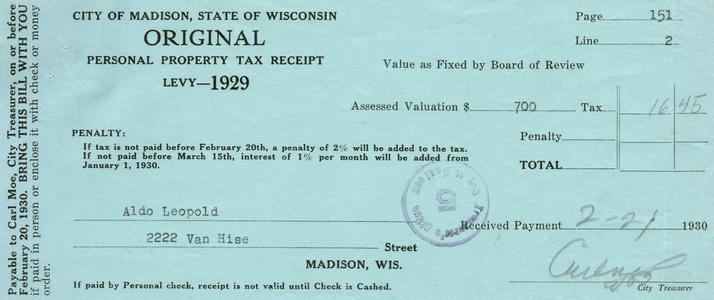 CITY OF MADISON, STATE OF WISCONSIN
ORIGINAL
PERSONAL PROPERTY TAX RECEIPT
LEVY—1929
Page 151
Line 2
Value as Fixed by Board of Review
Assessed Valuation $ 700 Tax 16 45
Penalty
TOTAL
PENALTY:
If tax is not paid before February 20th, a penalty of 2% will be added to the tax.
If not paid before March 15th, interest of 1% per month will be added from
January 1, 1930.
Aldo Leopold
2222 Van Hise Street
MADISON, WIS.
5
Received Payment 2-21 1930
City Treasurer
If paid by Personal check, receipt is not valid until Check is Cashed.
Payable to Carl Moe, City Treasurer, on or before
February 20, 1930. BRING THIS BILL WITH YOU
if paid in person or enclose it with check or money
order.